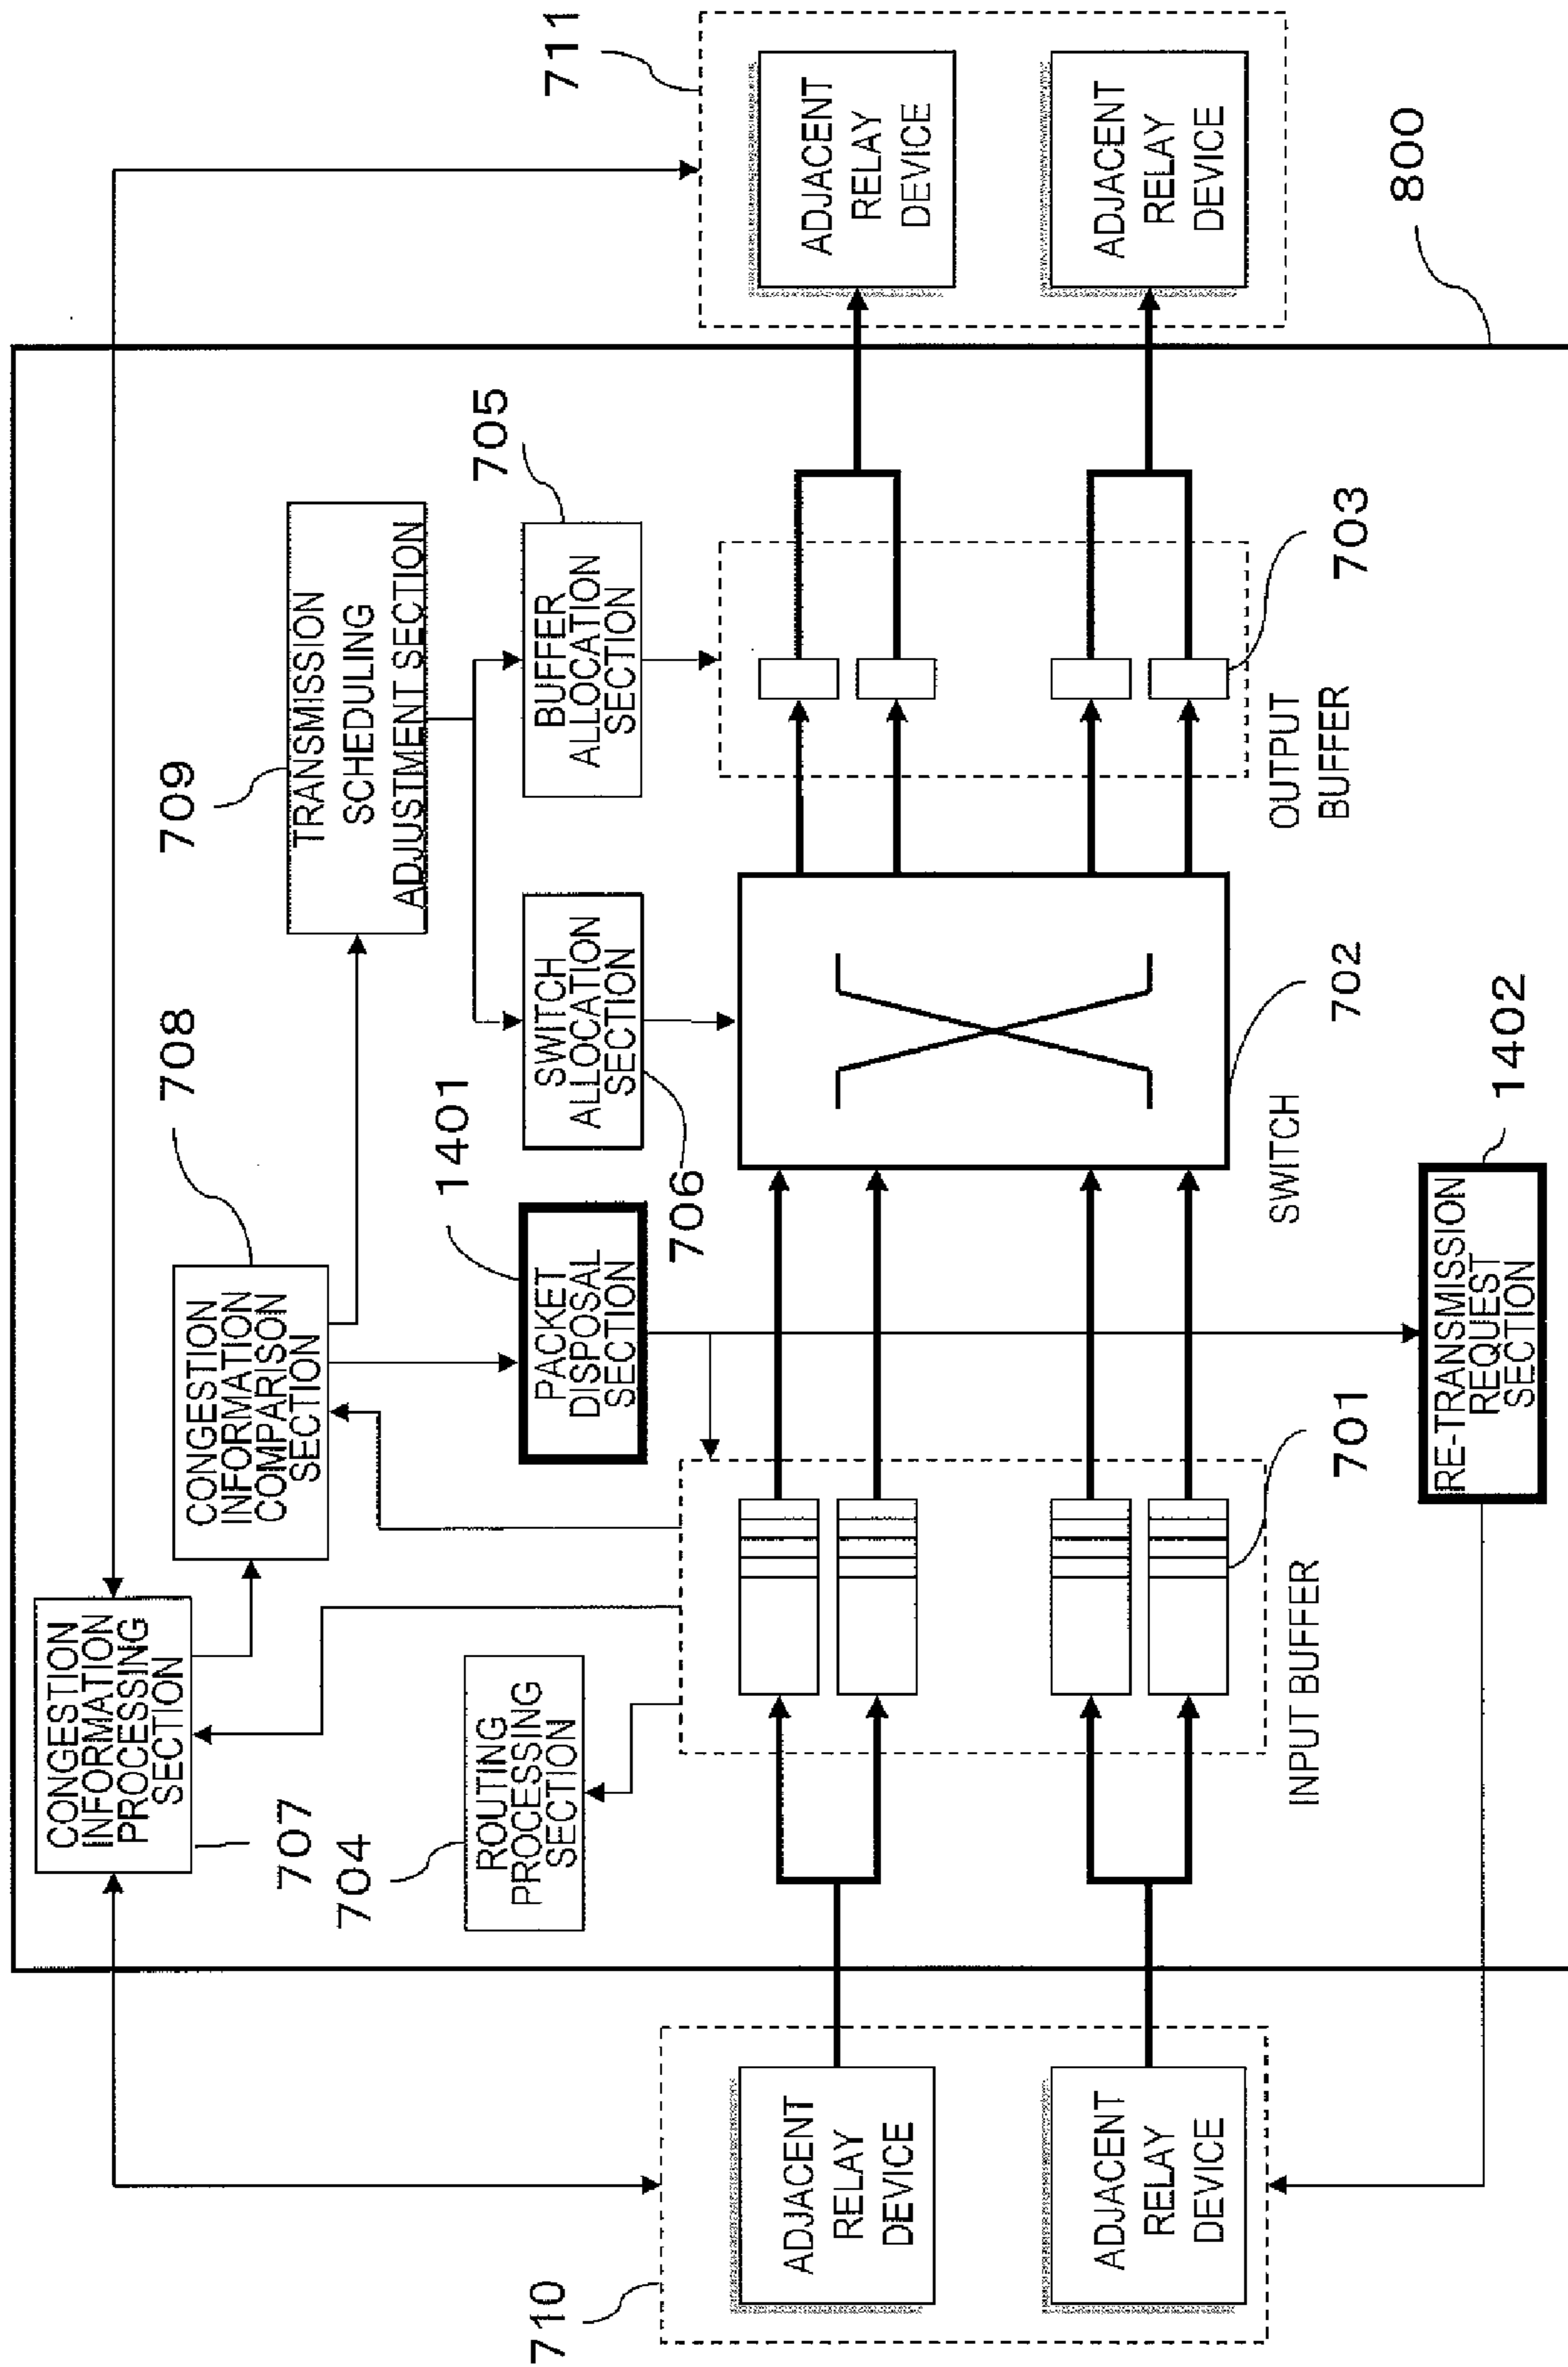 711
ADJACENT
RELAY
DEVICE
ADJACENT
RELAY
DEVICE
800
709
TRANSMISSION
SCHEDULING
ADJUSTMENT SECTION
705
BUFFER
ALLOCATION
SECTION
703
OUTPUT
BUFFER
708
CONGESTION
INFORMATION
COMPARISON
SECTION
1401
PACKET
DISPOSAL
SECTION
SWITCH
ALLOCATION
SECTION
706
702
SWITCH
1402
RE-TRANSMISSION
REQUEST
SECTION
CONGESTION
INFORMATION
PROCESSING
SECTION
707
704
ROUTING
PROCESSING
SECTION
701
INPUT BUFFER
710
ADJACENT
RELAY
DEVICE
ADJACENT
RELAY
DEVICE